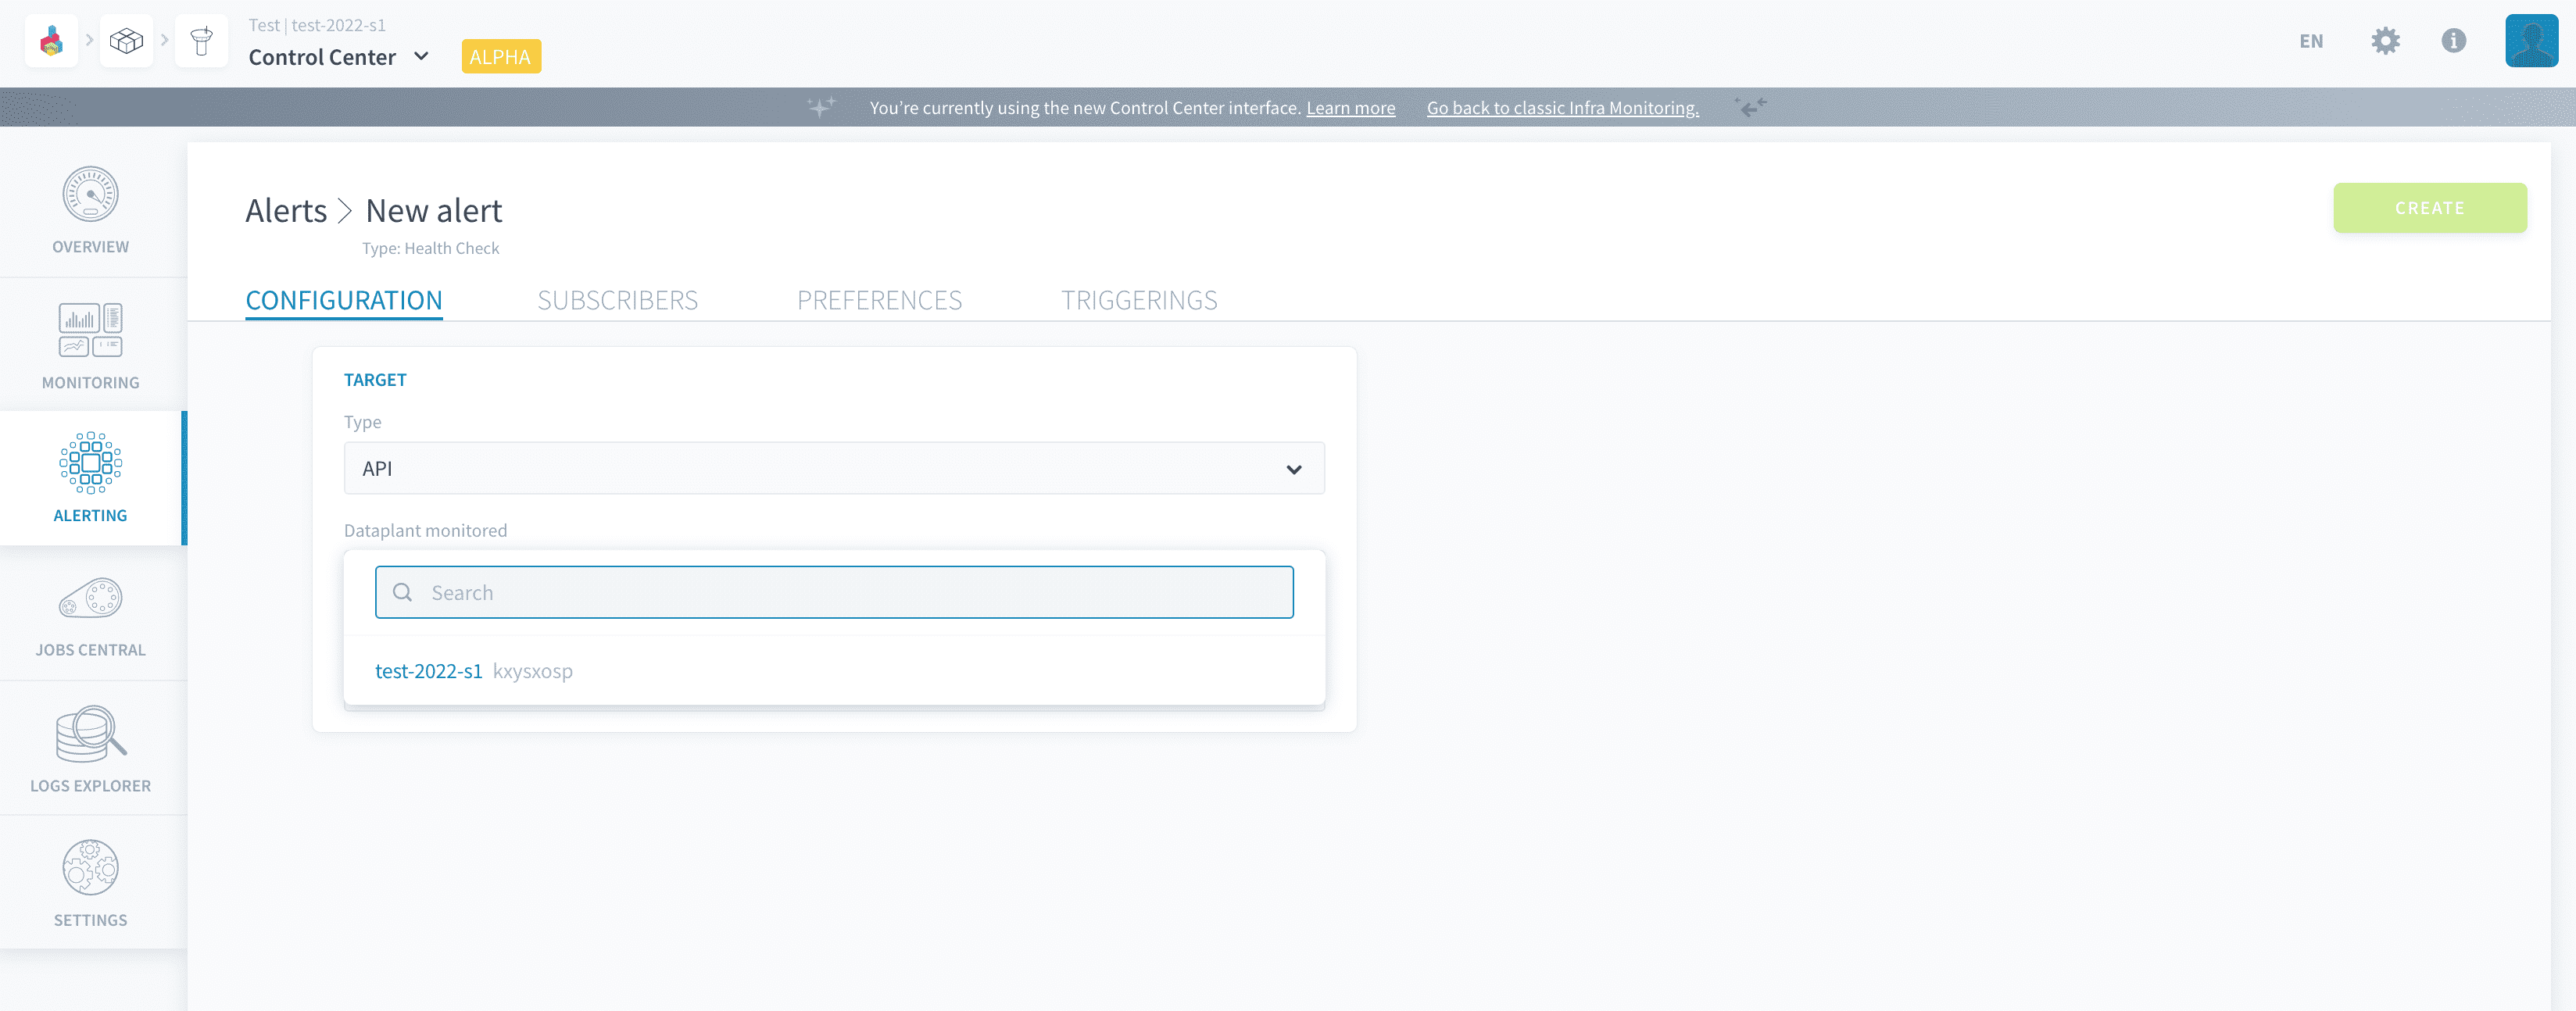 Test | test-2022-s1
Control Center
ALPHA
EN
You’re currently using the new Control Center interface. Learn more Go back to classic Infra Monitoring.
OVERVIEW
MONITORING
ALERTING
JOBS CENTRAL
LOGS EXPLORER
SETTINGS
Alerts > New alert
Type: Health Check
CREATE
CONFIGURATION SUBSCRIBERS PREFERENCES TRIGGERINGS
TARGET
Type
API
Dataplant monitored
Search
test-2022-s1 kxysxosp